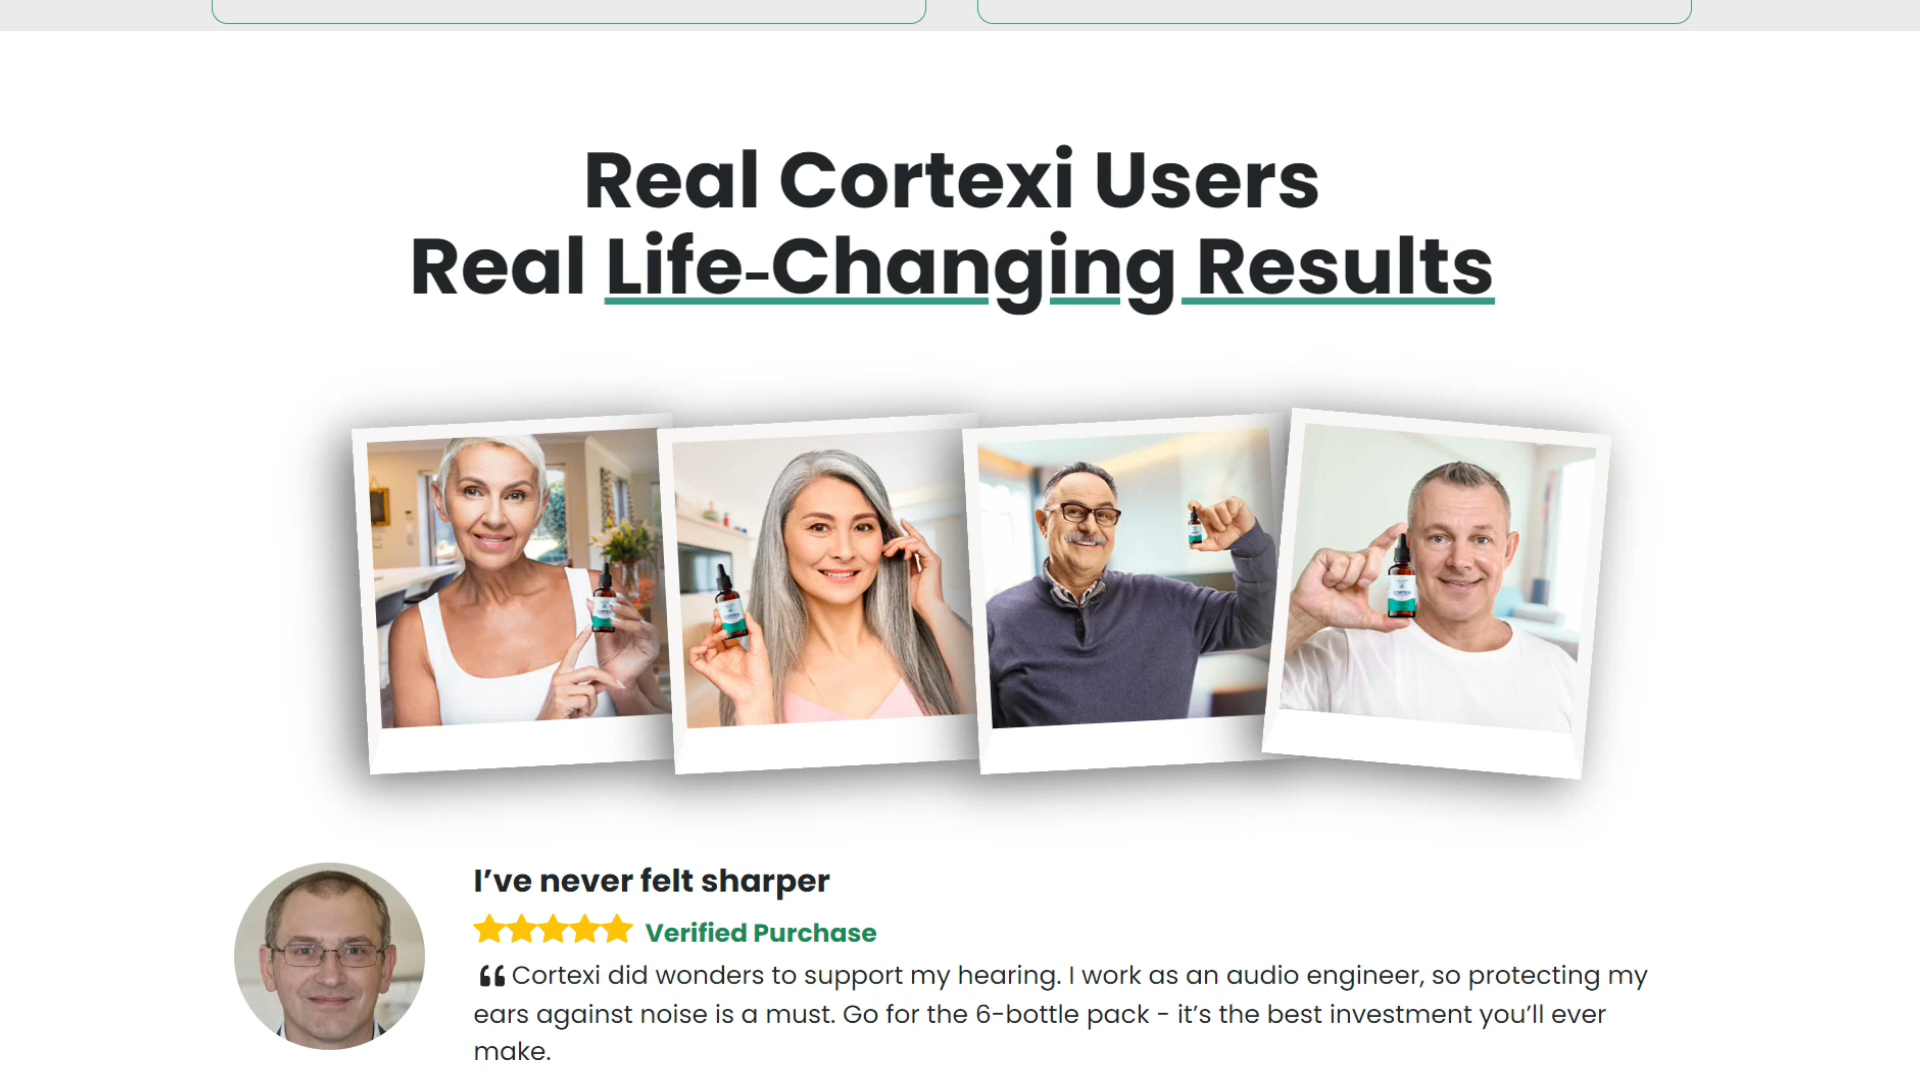 Real Cortexi Users
Real Life-Changing Results
I’ve never felt sharper
Verified Purchase
“Cortexi did wonders to support my hearing. I work as an audio engineer, so protecting my
ears against noise is a must. Go for the 6-bottle pack - it’s the best investment you’ll ever
make.